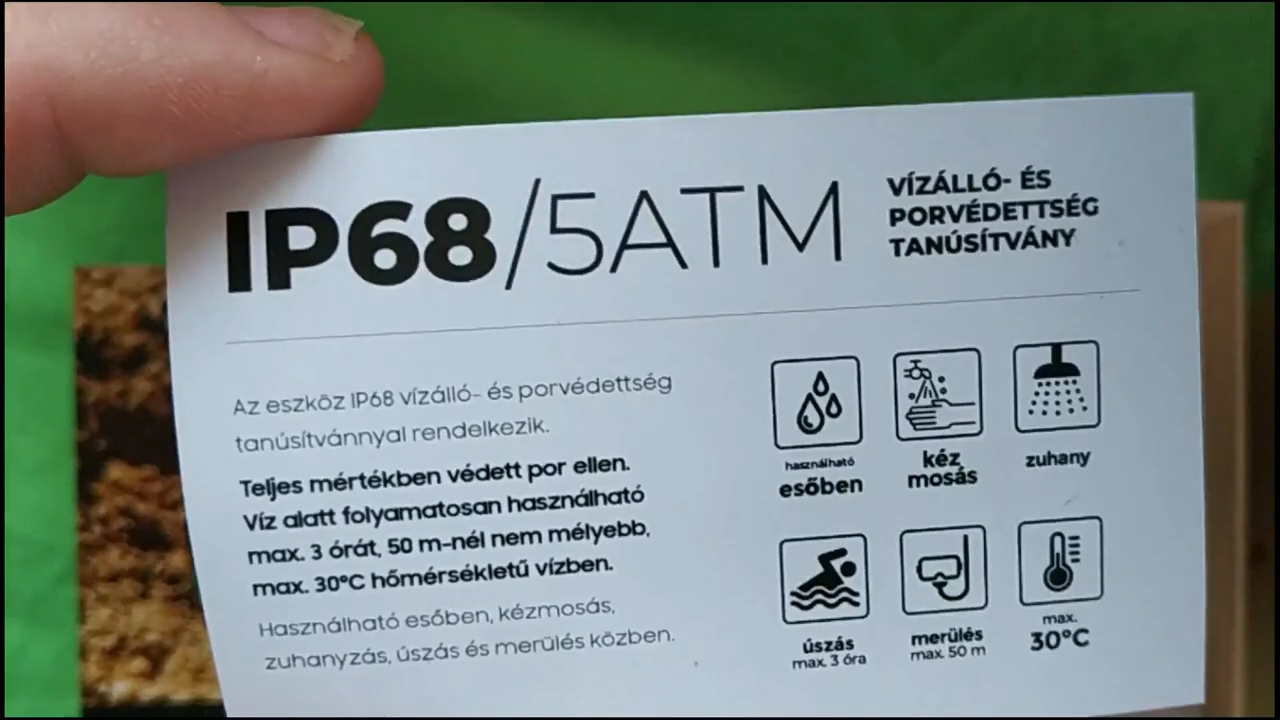 IP68/5ATM
VÍZÁLLÓ- ÉS
PORVÉDETTSÉG
TANÚSÍTVÁNY
Az eszköz IP68 vízálló- és porvédettség
tanúsítvánnyal rendelkezik.
Teljes mértékben védett por ellen.
Víz alatt folyamatosan használható
max. 3 órát, 50 m-nél nem mélyebb,
max. 30°C hőmérsékletű vízben.
Használható esőben, kézmosás,
zuhanyzás, úszás és merülés közben.
használható
esőben
kéz
mosás
zuhany
úszás
max. 3 óra
merülés
max. 50 m
max.
30°C